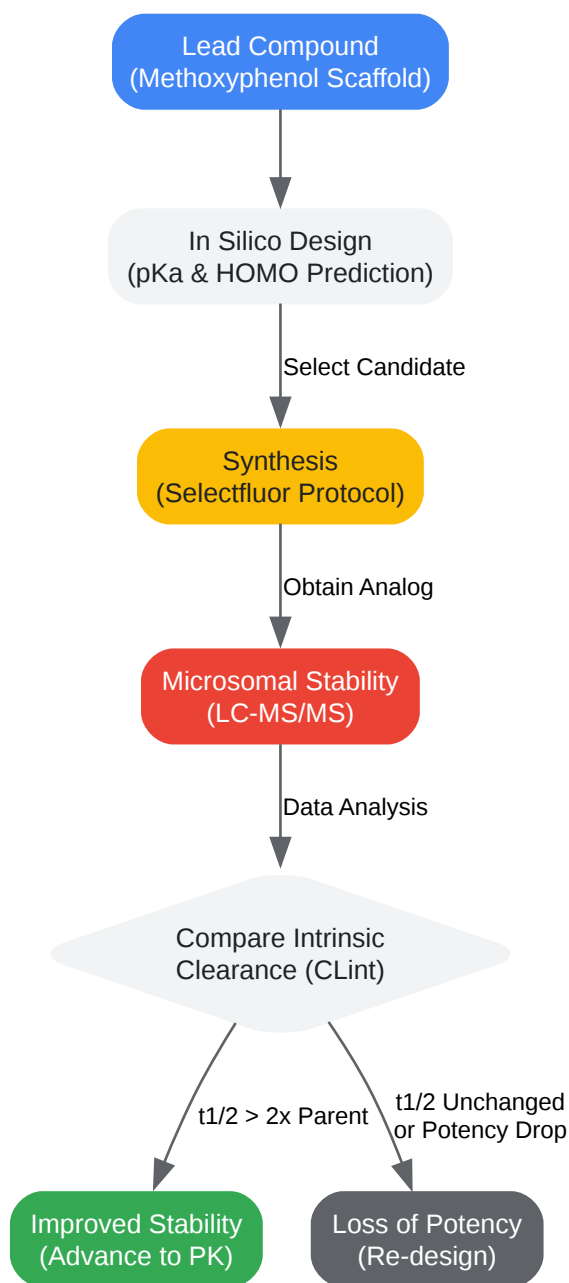 Lead Compound
(Methoxyphenol Scaffold)
In Silico Design
(pKa & HOMO Prediction)
Select Candidate
Synthesis
(Selectfluor Protocol)
Obtain Analog
Microsomal Stability
(LC-MS/MS)
Data Analysis
Compare Intrinsic
Clearance (CLint)
t1/2 > 2x Parent
t1/2 Unchanged
or Potency Drop
Improved Stability
(Advance to PK)
Loss of Potency
(Re-design)